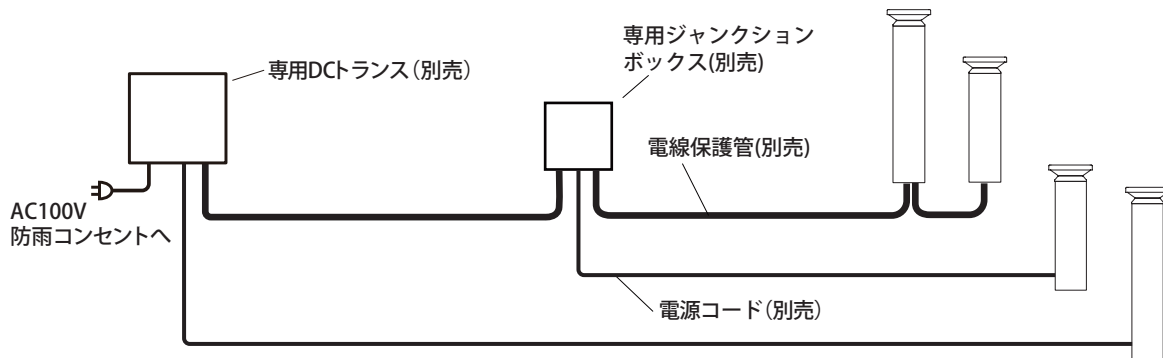 専用DCトランス（別売）
専用ジャンクション
ボックス(別売)
電線保護管(別売)
AC100V
防雨コンセントへ
電源コード（別売）